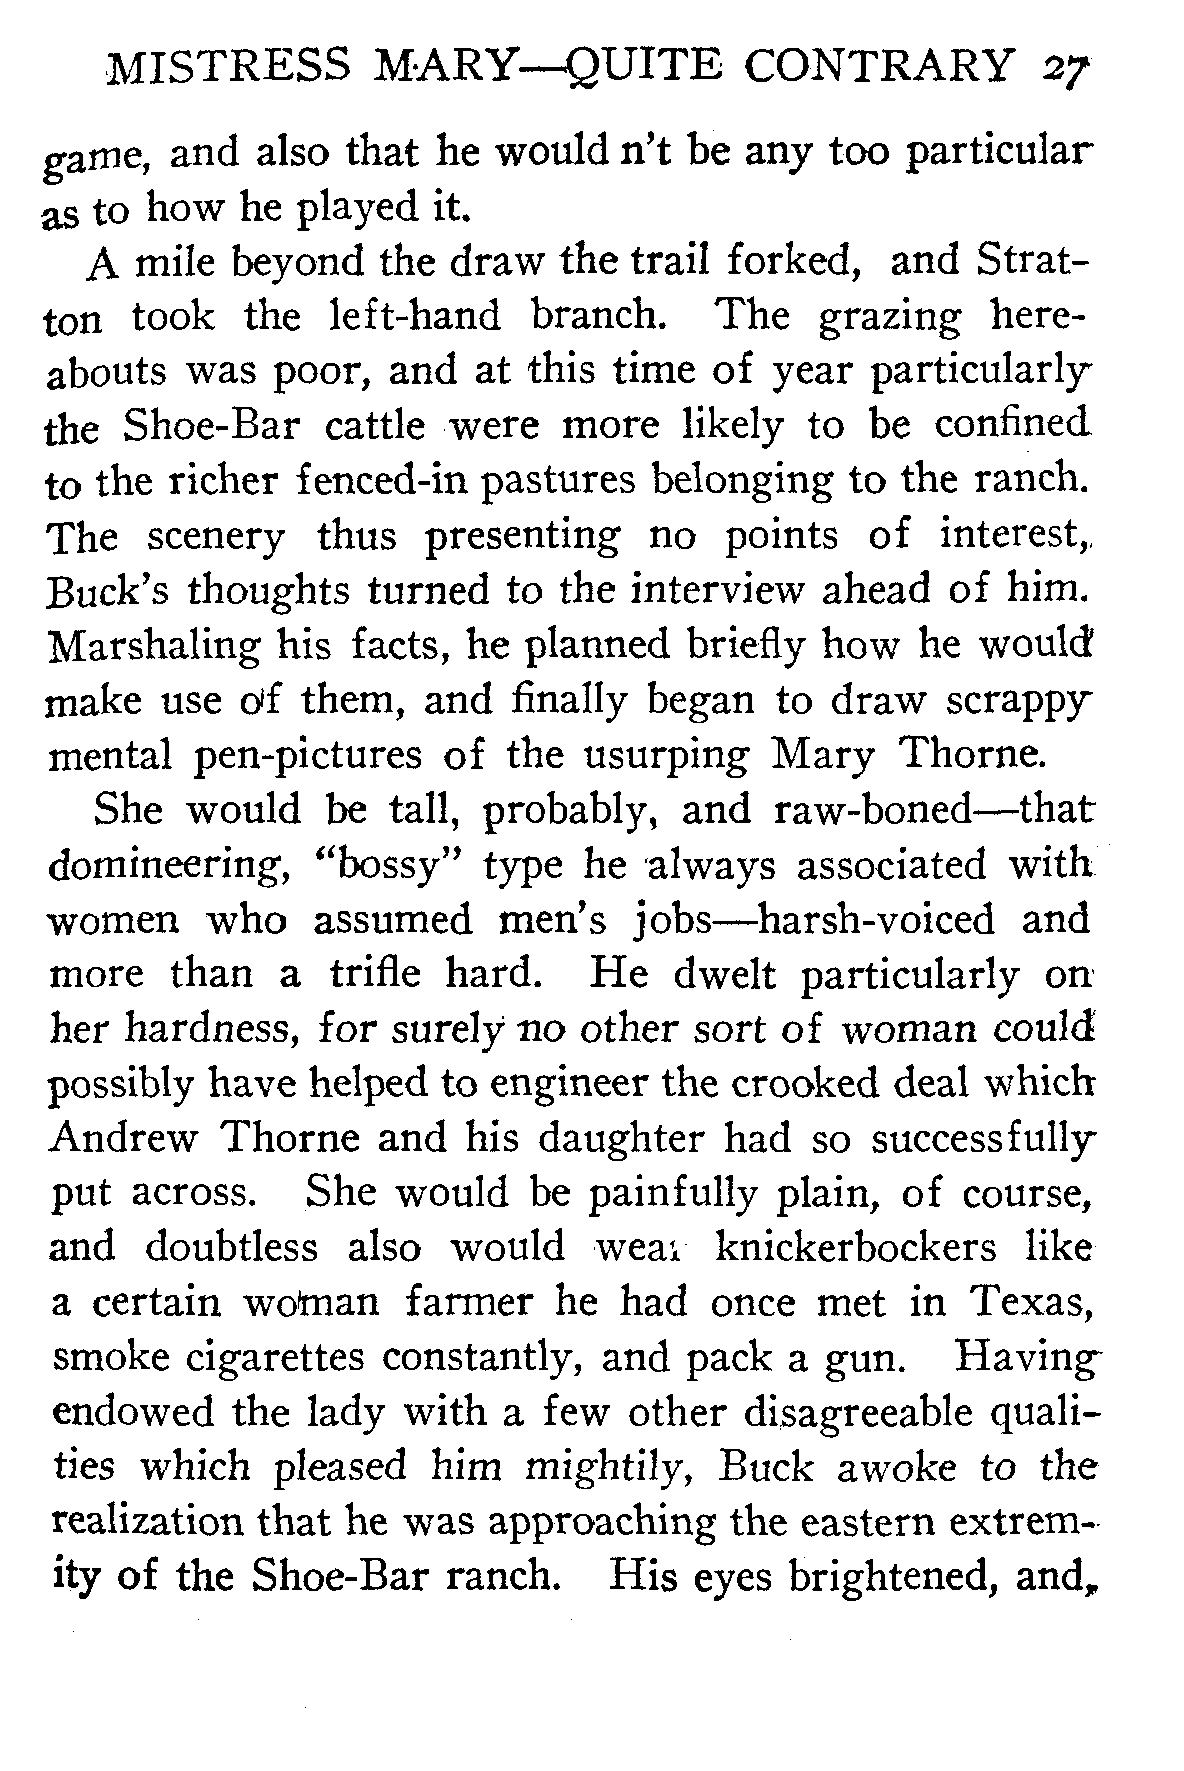 MISTRESS MARY—QUITE CONTRARY 27
game, and also that he would n't be any too particular
as to how he played it.
A mile beyond the draw the trail forked, and Strat-
ton took the left-hand branch. The grazing here-
abouts was poor, and at this time of year particularly
the Shoe-Bar cattle were more likely to be confined
to the richer fenced-in pastures belonging to the ranch.
The scenery thus presenting no points of interest,
Buck's thoughts turned to the interview ahead of him.
Marshaling his facts, he planned briefly how he would
make use of them, and finally began to draw scrappy
mental pen-pictures of the usurping Mary Thorne.
She would be tall, probably, and raw-boned—that
domineering, "bossy" type he always associated with
women who assumed men's jobs—harsh-voiced and
more than a trifle hard. He dwelt particularly on
her hardness, for surely no other sort of woman could
possibly have helped to engineer the crooked deal which
Andrew Thorne and his daughter had so successfully
put across. She would be painfully plain, of course,
and doubtless also would wear knickerbockers like
a certain woman farmer he had once met in Texas,
smoke cigarettes constantly, and pack a gun. Having
endowed the lady with a few other disagreeable quali-
ties which pleased him mightily, Buck awoke to the
realization that he was approaching the eastern extrem-
ity of the Shoe-Bar ranch. His eyes brightened, and,